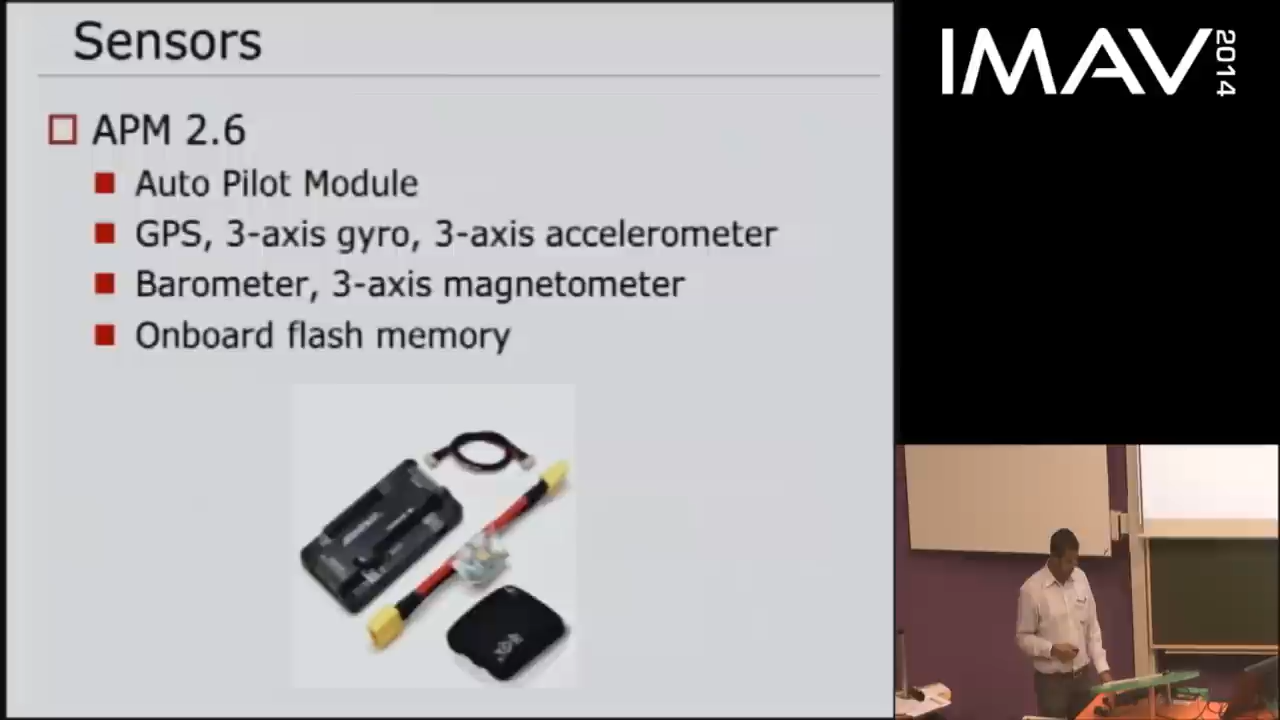 Sensors
APM 2.6
Auto Pilot Module
GPS, 3-axis gyro, 3-axis accelerometer
Barometer, 3-axis magnetometer
Onboard flash memory
IMAV 2014